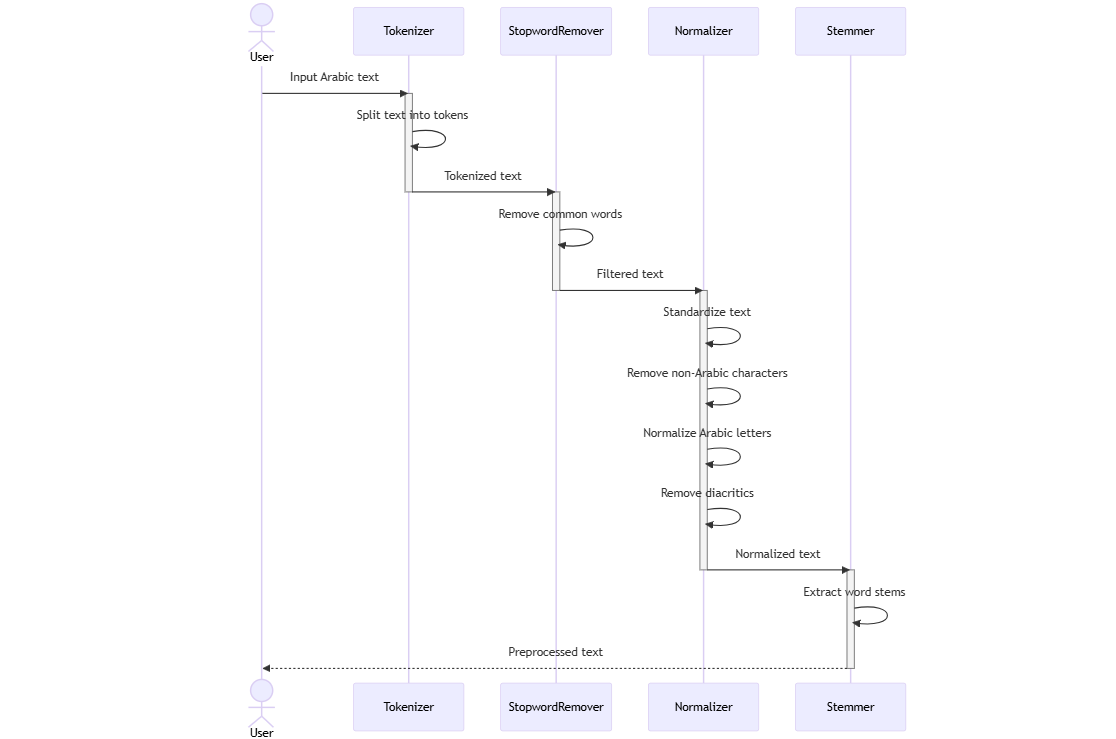 Tokenizer
StopwordRemover
Normalizer
Stemmer
User
Input Arabic text
Split text into tokens
Tokenized text
Remove common words
Filtered text
Standardize text
Remove non-Arabic characters
Normalize Arabic letters
Remove diacritics
Normalized text
Extract word stems
Preprocessed text
Tokenizer
StopwordRemover
Normalizer
Stemmer
User